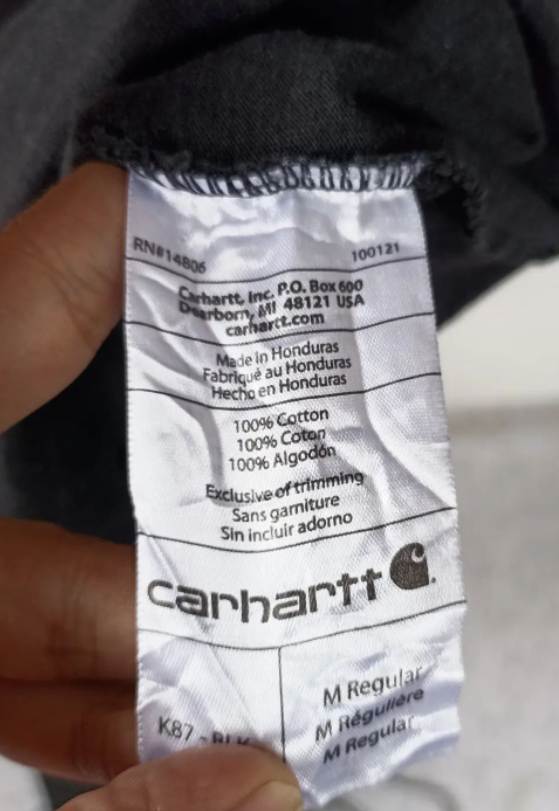 RN#14806 100121
Carhartt, Inc. P.O. Box 600
Dearborn, MI 48121 USA
carhartt.com
Made in Honduras
Fabriqué au Honduras
Hecho en Honduras
100% Cotton
100% Coton
100% Algodón
Exclusive of trimming
Sans garniture
Sin incluir adorno
carhartt
M Regular
M Régulière
M Regular
K87 - BLK